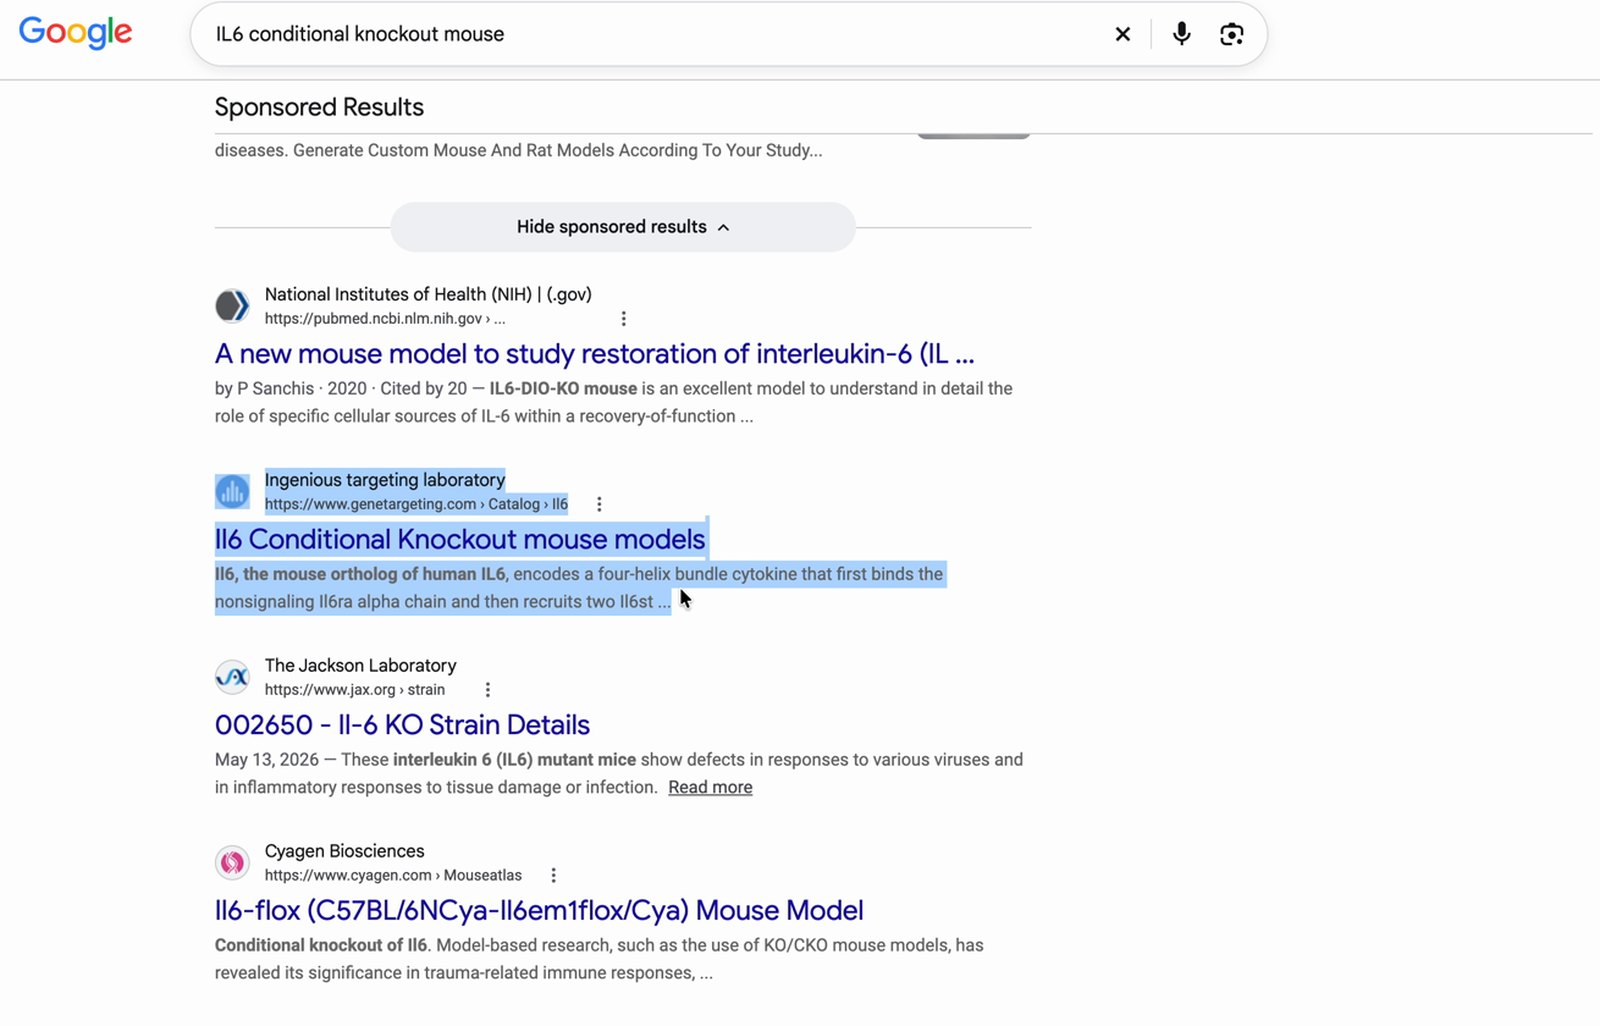 Google
IL6 conditional knockout mouse
Sponsored Results
diseases. Generate Custom Mouse And Rat Models According To Your Study...
Hide sponsored results
National Institutes of Health (NIH) | (.gov)
https://pubmed.ncbi.nlm.nih.gov › ...
A new mouse model to study restoration of interleukin-6 (IL ...
by P Sanchis · 2020 · Cited by 20 — IL6-DIO-KO mouse is an excellent model to understand in detail the
role of specific cellular sources of IL-6 within a recovery-of-function ...
Ingenious targeting laboratory
https://www.genetargeting.com › Catalog › Il6
Il6 Conditional Knockout mouse models
Il6, the mouse ortholog of human IL6, encodes a four-helix bundle cytokine that first binds the
nonsignaling Il6ra alpha chain and then recruits two Il6st ...
The Jackson Laboratory
https://www.jax.org › strain
002650 - Il-6 KO Strain Details
May 13, 2026 — These interleukin 6 (IL6) mutant mice show defects in responses to various viruses and
in inflammatory responses to tissue damage or infection. Read more
Cyagen Biosciences
https://www.cyagen.com › Mouseatlas
Il6-flox (C57BL/6NCya-Il6em1flox/Cya) Mouse Model
Conditional knockout of Il6. Model-based research, such as the use of KO/CKO mouse models, has
revealed its significance in trauma-related immune responses, ...